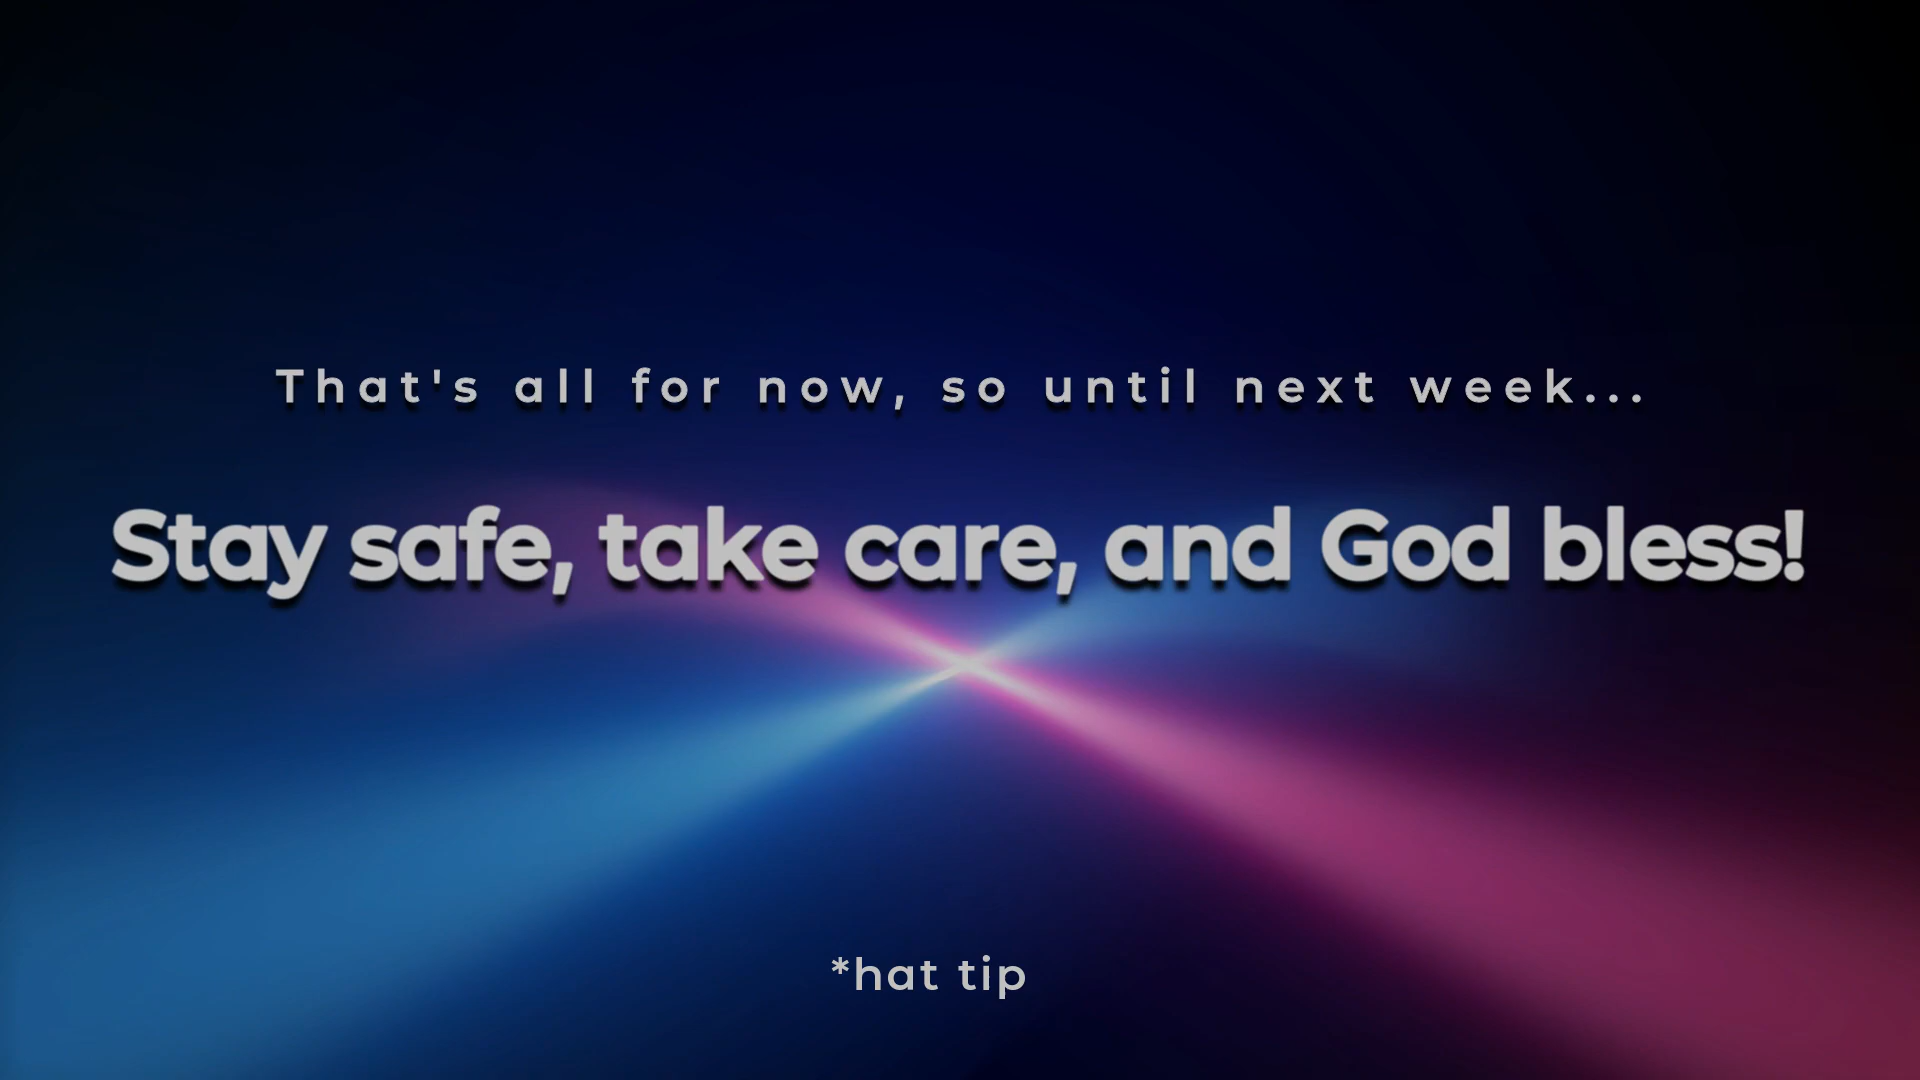 That's all for now, so until next week...
Stay safe, take care, and God bless!
*hat tip